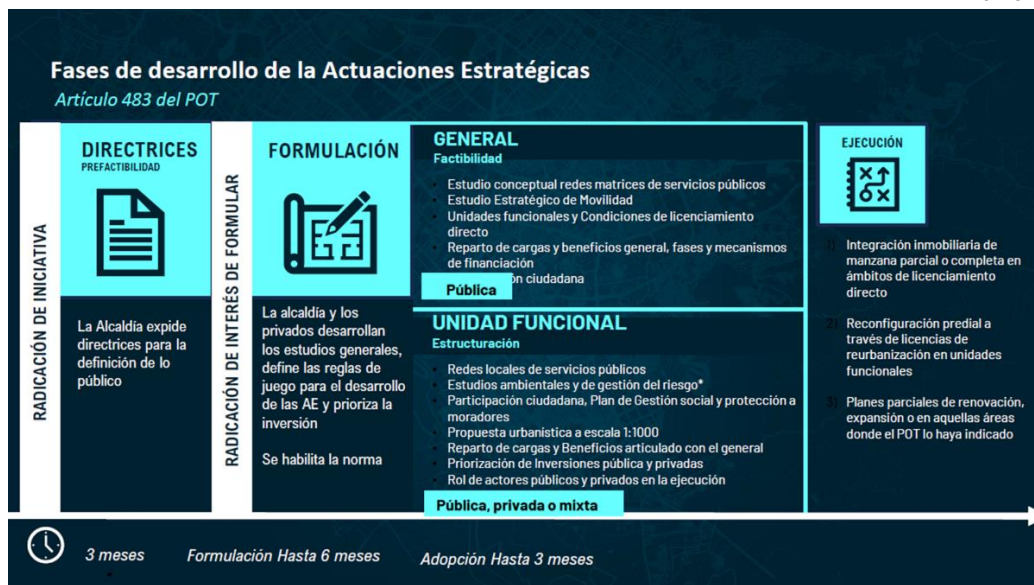 Fases de desarrollo de la Actuaciones Estratégicas
Artículo 483 del POT
RADICACIÓN DE INICIATIVA
DIRECTRICES
PREFACTIBILIDAD
La Alcaldía expide
directrices para la
definición de lo
público
RADICACIÓN DE INTERÉS DE FORMULAR
FORMULACIÓN
La alcaldía y los
privados desarrollan
los estudios generales,
define las reglas de
juego para el desarrollo
de las AE y prioriza la
inversión
Se habilita la norma
GENERAL
Factibilidad
• Estudio conceptual redes matrices de servicios públicos
• Estudio Estratégico de Movilidad
• Unidades funcionales y Condiciones de licenciamiento
directo
• Reparto de cargas y beneficios general, fases y mecanismos
de financiación
ón ciudadana
Pública
UNIDAD FUNCIONAL
Estructuración
• Redes locales de servicios públicos
• Estudios ambientales y de gestión del riesgo*
• Participación ciudadana, Plan de Gestión social y protección a
moradores
• Propuesta urbanística a escala 1:1000
• Reparto de cargas y Beneficios articulado con el general
• Priorización de Inversiones pública y privadas
• Rol de actores públicos y privados en la ejecución
Pública, privada o mixta
EJECUCIÓN
1) Integración inmobiliaria de
manzana parcial o completa en
ámbitos de licenciamiento
directo
2) Reconfiguración predial a
través de licencias de
reurbanización en unidades
funcionales
3) Planes parciales de renovación,
expansión o en aquellas áreas
donde el POT lo haya indicado
3 meses
Formulación Hasta 6 meses
Adopción Hasta 3 meses